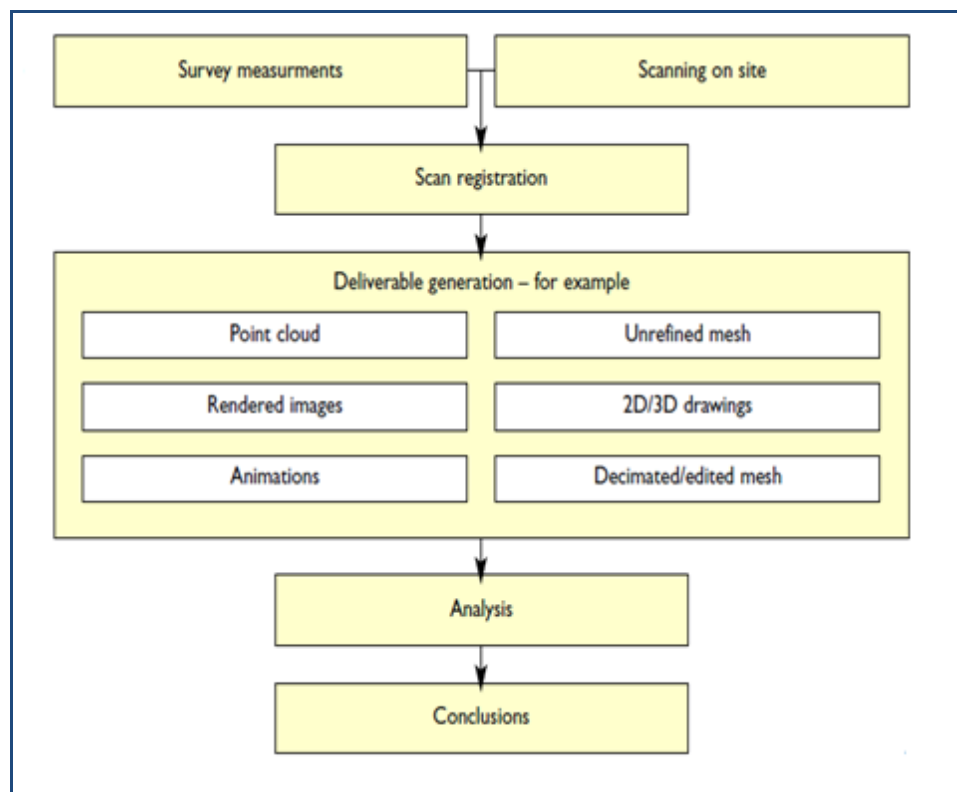 Survey measurments
Scanning on site
Scan registration
Deliverable generation – for example
Point cloud
Unrefined mesh
Rendered images
2D/3D drawings
Animations
Decimated/edited mesh
Analysis
Conclusions